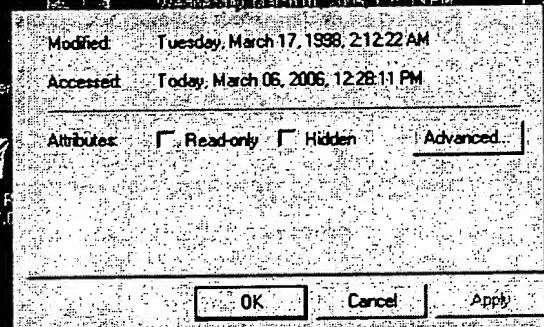 Modified: Tuesday, March 17, 1998, 2:12:22 AM
Accessed: Today, March 06, 2006, 12:28:11 PM
Attributes: Read-only Hidden Advanced...
OK Cancel Apply